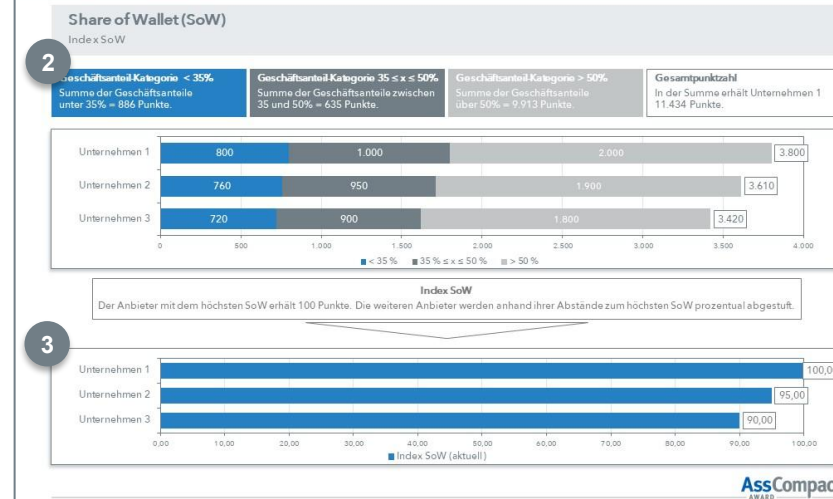 Share of Wallet (SoW)
Index SoW
2
Geschäftsanteil-Kategorie < 35%
Summe der Geschäftsanteile
unter 35% = 886 Punkte.
Geschäftsanteil-Kategorie 35 ≤ x ≤ 50%
Summe der Geschäftsanteile zwischen
35 und 50% = 635 Punkte.
Geschäftsanteil-Kategorie > 50%
Summe der Geschäftsanteile
über 50% = 9.913 Punkte.
Gesamtpunktzahl
In der Summe erhält Unternehmen 1
11.434 Punkte.
Unternehmen 1 800 1.000 2.000 3.800
Unternehmen 2 760 950 1.900 3.610
Unternehmen 3 720 900 1.800 3.420
0 500 1.000 1.500 2.000 2.500 3.000 3.500 4.000
< 35 % 35 % ≤ x ≤ 50 % > 50 %
Index SoW
Der Anbieter mit dem höchsten SoW erhält 100 Punkte. Die weiteren Anbieter werden anhand ihrer Abstände zum höchsten SoW prozentual abgestuft.
3
Unternehmen 1 100,0
Unternehmen 2 95,00
Unternehmen 3 90,00
0,00 10,00 20,00 30,00 40,00 50,00 60,00 70,00 80,00 90,00 100,00
Index SoW (aktuell)
AssCompac
AWARD